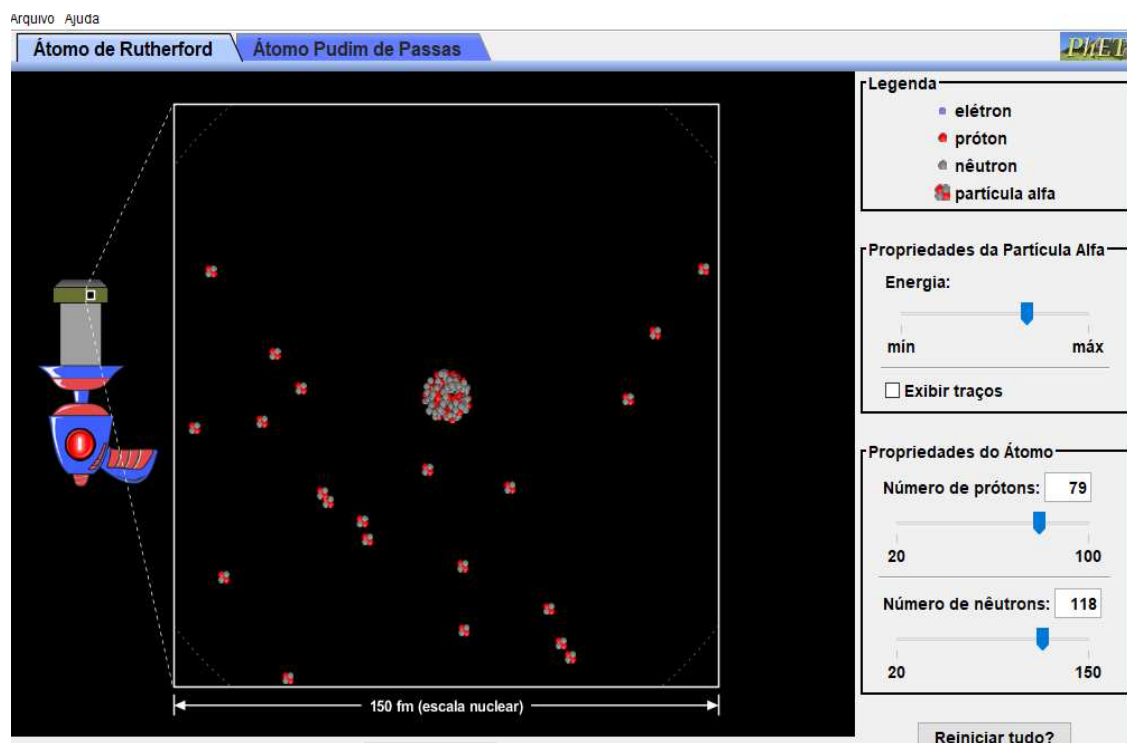 Arquivo Ajuda
Átomo de Rutherford Átomo Pudim de Passas
PhET
Legenda
elétron
próton
nêutron
partícula alfa
Propriedades da Partícula Alfa
Energia:
mín máx
Exibir traços
Propriedades do Átomo
Número de prótons: 79
20 100
Número de nêutrons: 118
20 150
150 fm (escala nuclear)
Reiniciar tudo?